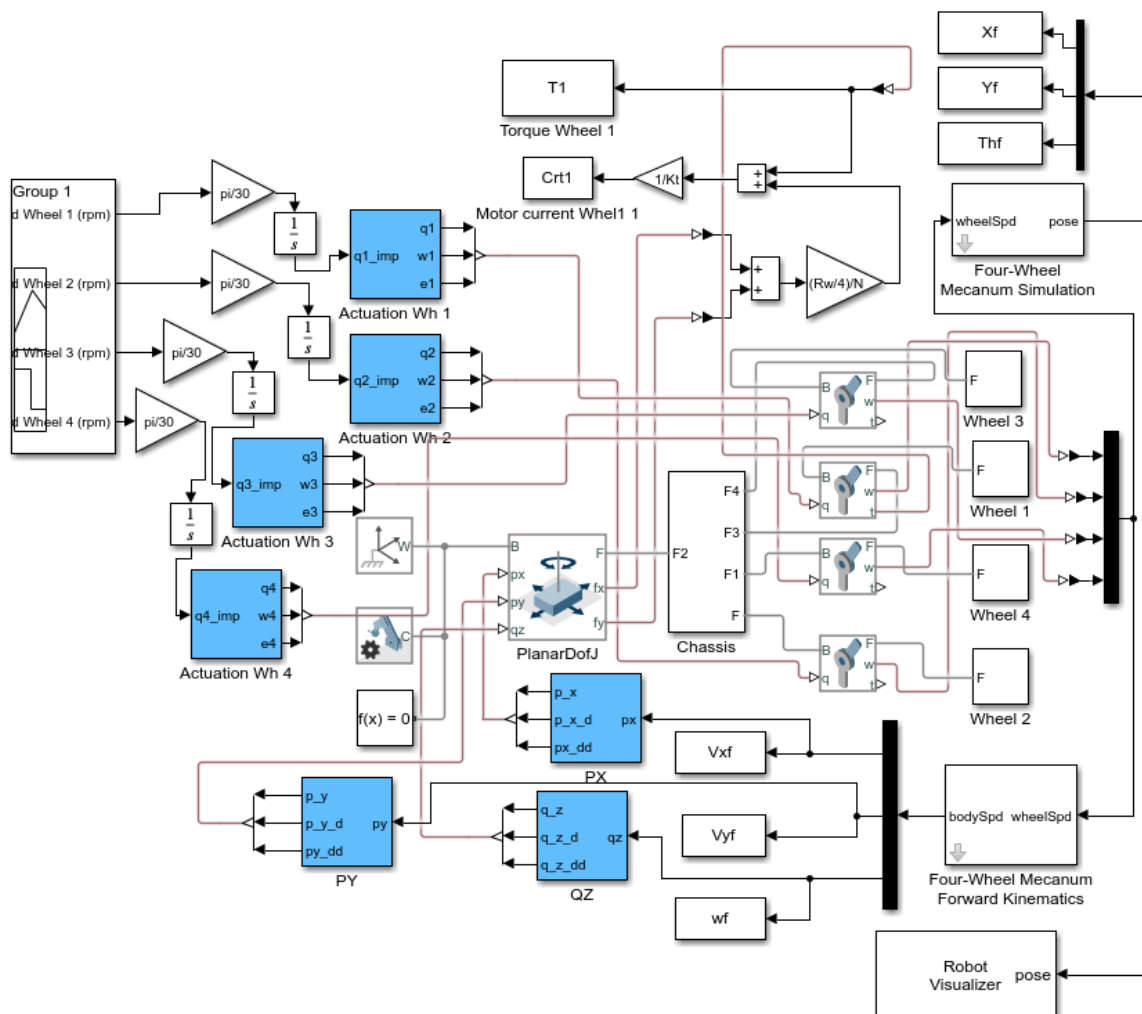 Xf
T1
Yf
Torque Wheel 1
Thf
Group 1
d Wheel 1 (rpm)
d Wheel 2 (rpm)
d Wheel 3 (rpm)
d Wheel 4 (rpm)
pi/30
pi/30
pi/30
pi/30
1
s
1
s
1
s
1
s
Crt1
1/Kt
+
+
Motor current Whel1 1
wheelSpd
pose
Four-Wheel
Mecanum Simulation
q1_imp
q1
w1
e1
Actuation Wh 1
+
+
(Rw/4)/N
q2_imp
q2
w2
e2
Actuation Wh 2
q3_imp
q3
w3
e3
Actuation Wh 3
q4_imp
q4
w4
e4
Actuation Wh 4
B
q
F
w
t
F
Wheel 3
B
q
F
w
t
F
Wheel 1
B
q
F
w
t
F
Wheel 4
B
q
F
w
t
F
Wheel 2
W
C
f(x) = 0
B
px
py
qz
F
fx
fy
PlanarDofJ
F2
F4
F3
F1
F
Chassis
p_x
p_x_d
px_dd
px
PX
Vxf
p_y
p_y_d
py_dd
py
PY
q_z
q_z_d
q_z_dd
qz
QZ
Vyf
wf
bodySpd
wheelSpd
Four-Wheel Mecanum
Forward Kinematics
Robot
Visualizer
pose